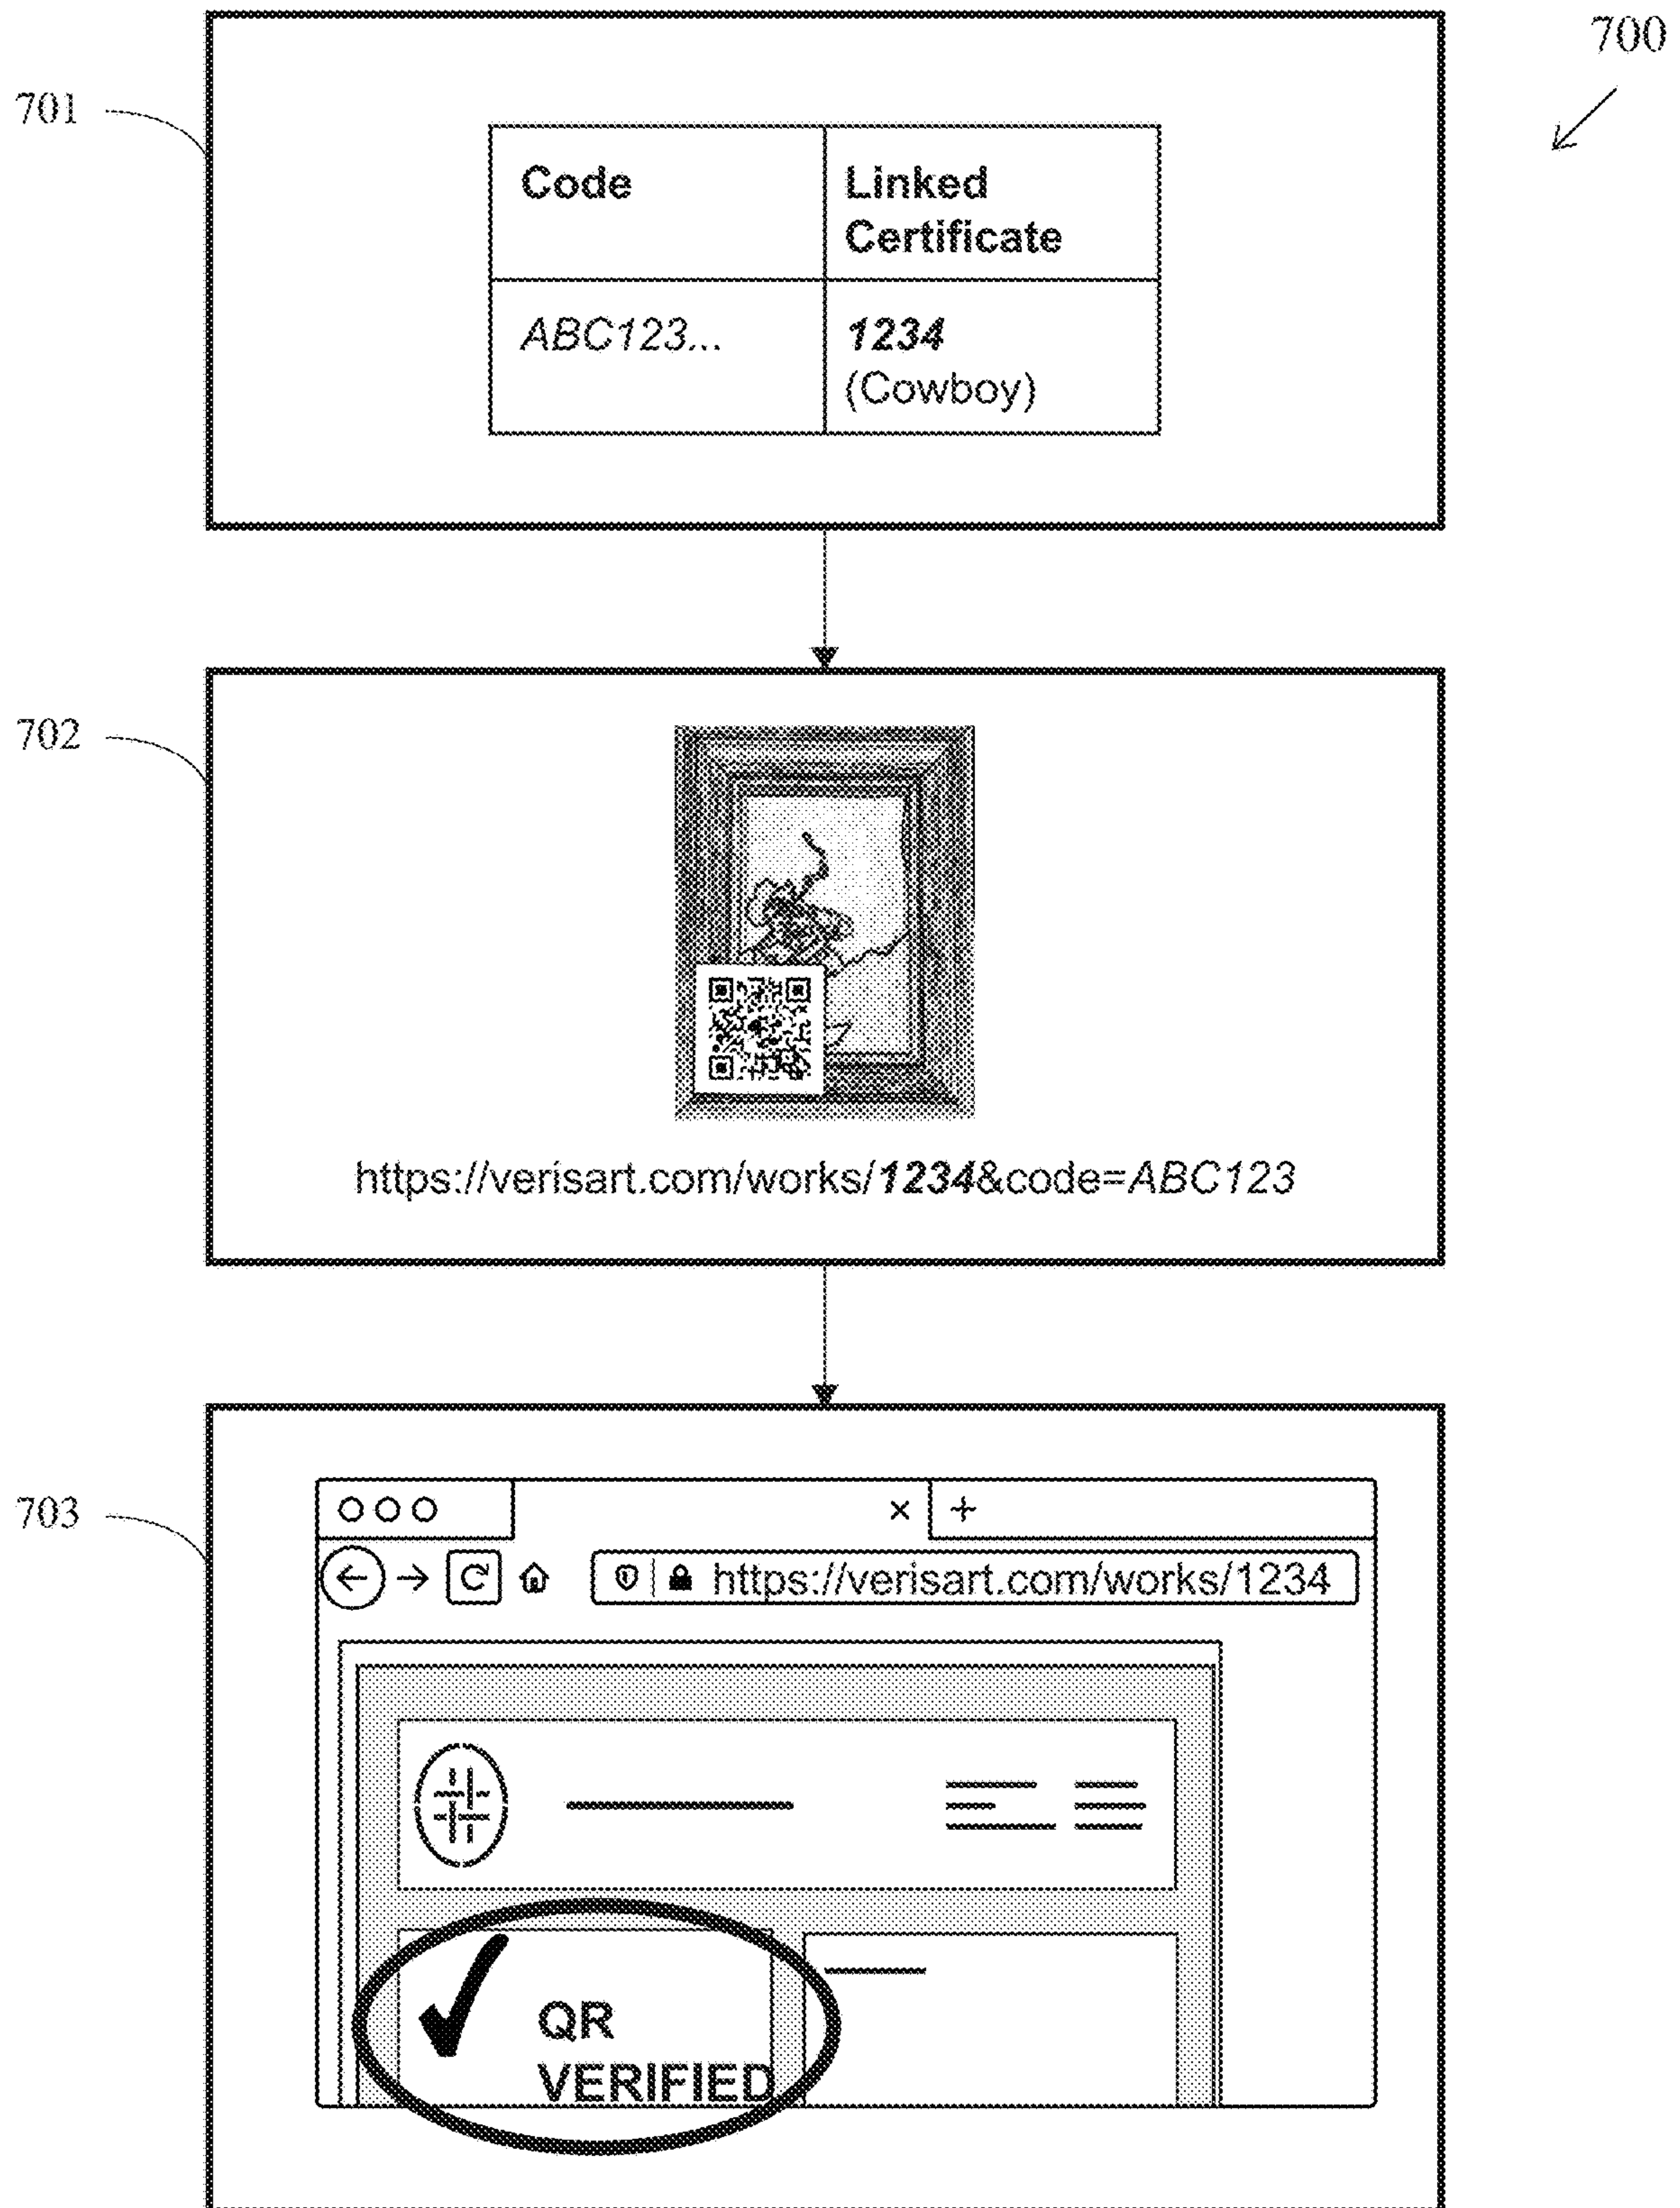 700
701
Code
Linked
Certificate
ABC123...
1234
(Cowboy)
702
https://verisart.com/works/1234&code=ABC123
703
https://verisart.com/works/1234
QR
VERIFIED